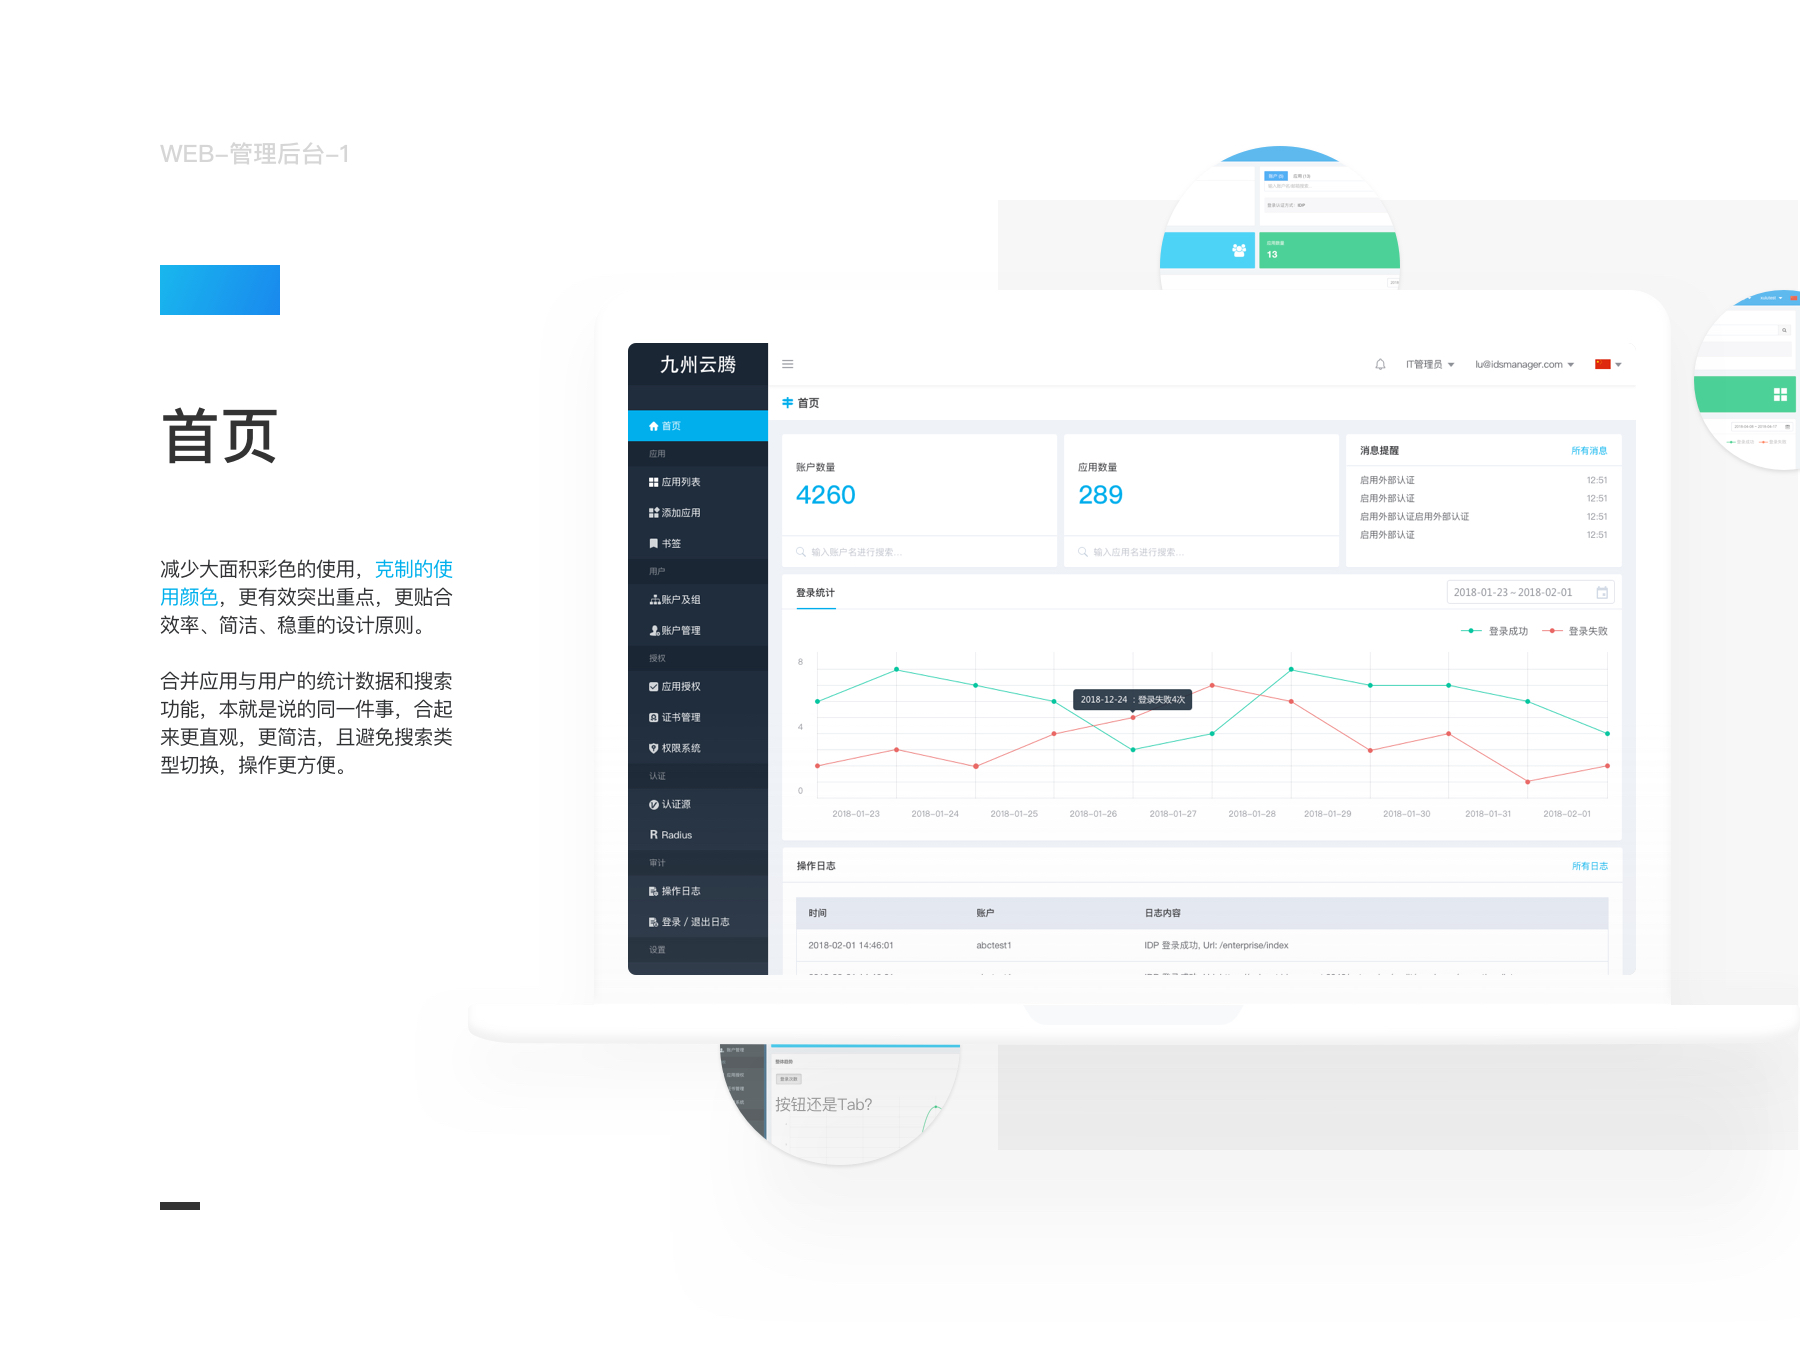 WEB-管理后台-1
首页
减少大面积彩色的使用，克制的使
用颜色，更有效突出重点，更贴合
效率、简洁、稳重的设计原则。
合并应用与用户的统计数据和搜索
功能，本就是说的同一件事，合起
来更直观，更简洁，且避免搜索类
型切换，操作更方便。
应用数量
13
九州云腾
首页
应用
应用列表
添加应用
书签
用户
账户及组
账户管理
授权
应用授权
证书管理
权限系统
认证
认证源
R Radius
审计
操作日志
登录 / 退出日志
设置
IT管理员
lu@idsmanager.com
首页
账户数量
4260
输入账户名进行搜索...
应用数量
289
输入应用名进行搜索...
消息提醒
所有消息
启用外部认证 12:51
启用外部认证 12:51
启用外部认证启用外部认证 12:51
启用外部认证 12:51
登录统计
2018-01-23 ~ 2018-02-01
登录成功 登录失败
8
4
0
2018-12-24 : 登录失败4次
2018-01-23 2018-01-24 2018-01-25 2018-01-26 2018-01-27 2018-01-28 2018-01-29 2018-01-30 2018-01-31 2018-02-01
操作日志
所有日志
时间 账户 日志内容
2018-02-01 14:46:01 abctest1 IDP 登录成功, Url: /enterprise/index
按钮还是Tab?